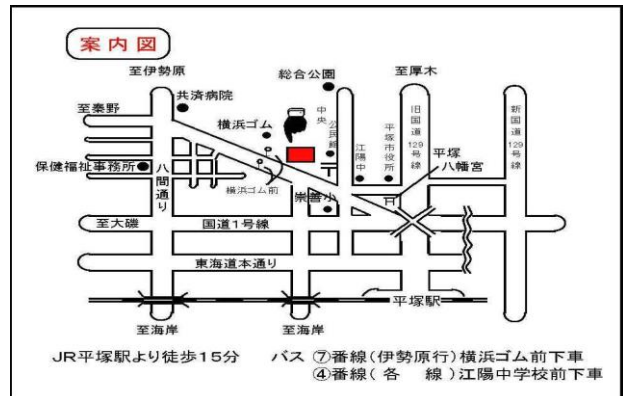 案内図
至伊勢原
総合公園
至厚木
共済病院
至秦野
横浜ゴム
中央公民館
江陽中
平塚市役所
旧国道129号線
新国道129号線
平塚八幡宮
保健福祉事務所
八間通り
横浜ゴム前
崇善小
至大磯
国道1号線
東海道本通り
平塚駅
至海岸
至海岸
JR平塚駅より徒歩15分 バス ⑦番線(伊勢原行)横浜ゴム前下車
④番線( 各 線 )江陽中学校前下車